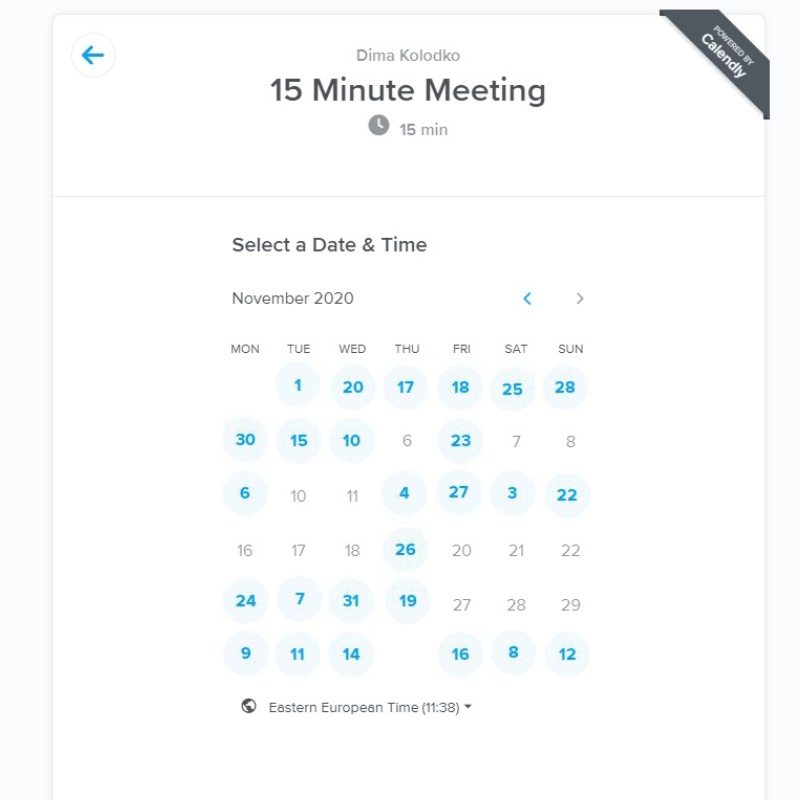 POWERED BY
Calendly
Dima Kolodko
15 Minute Meeting
15 min
Select a Date & Time
November 2020
MON TUE WED THU FRI SAT SUN
1 20 17 18 25 28
30 15 10 6 23 7 8
6 10 11 4 27 3 22
16 17 18 26 20 21 22
24 7 31 19 27 28 29
9 11 14 16 8 12
Eastern European Time (11:38)